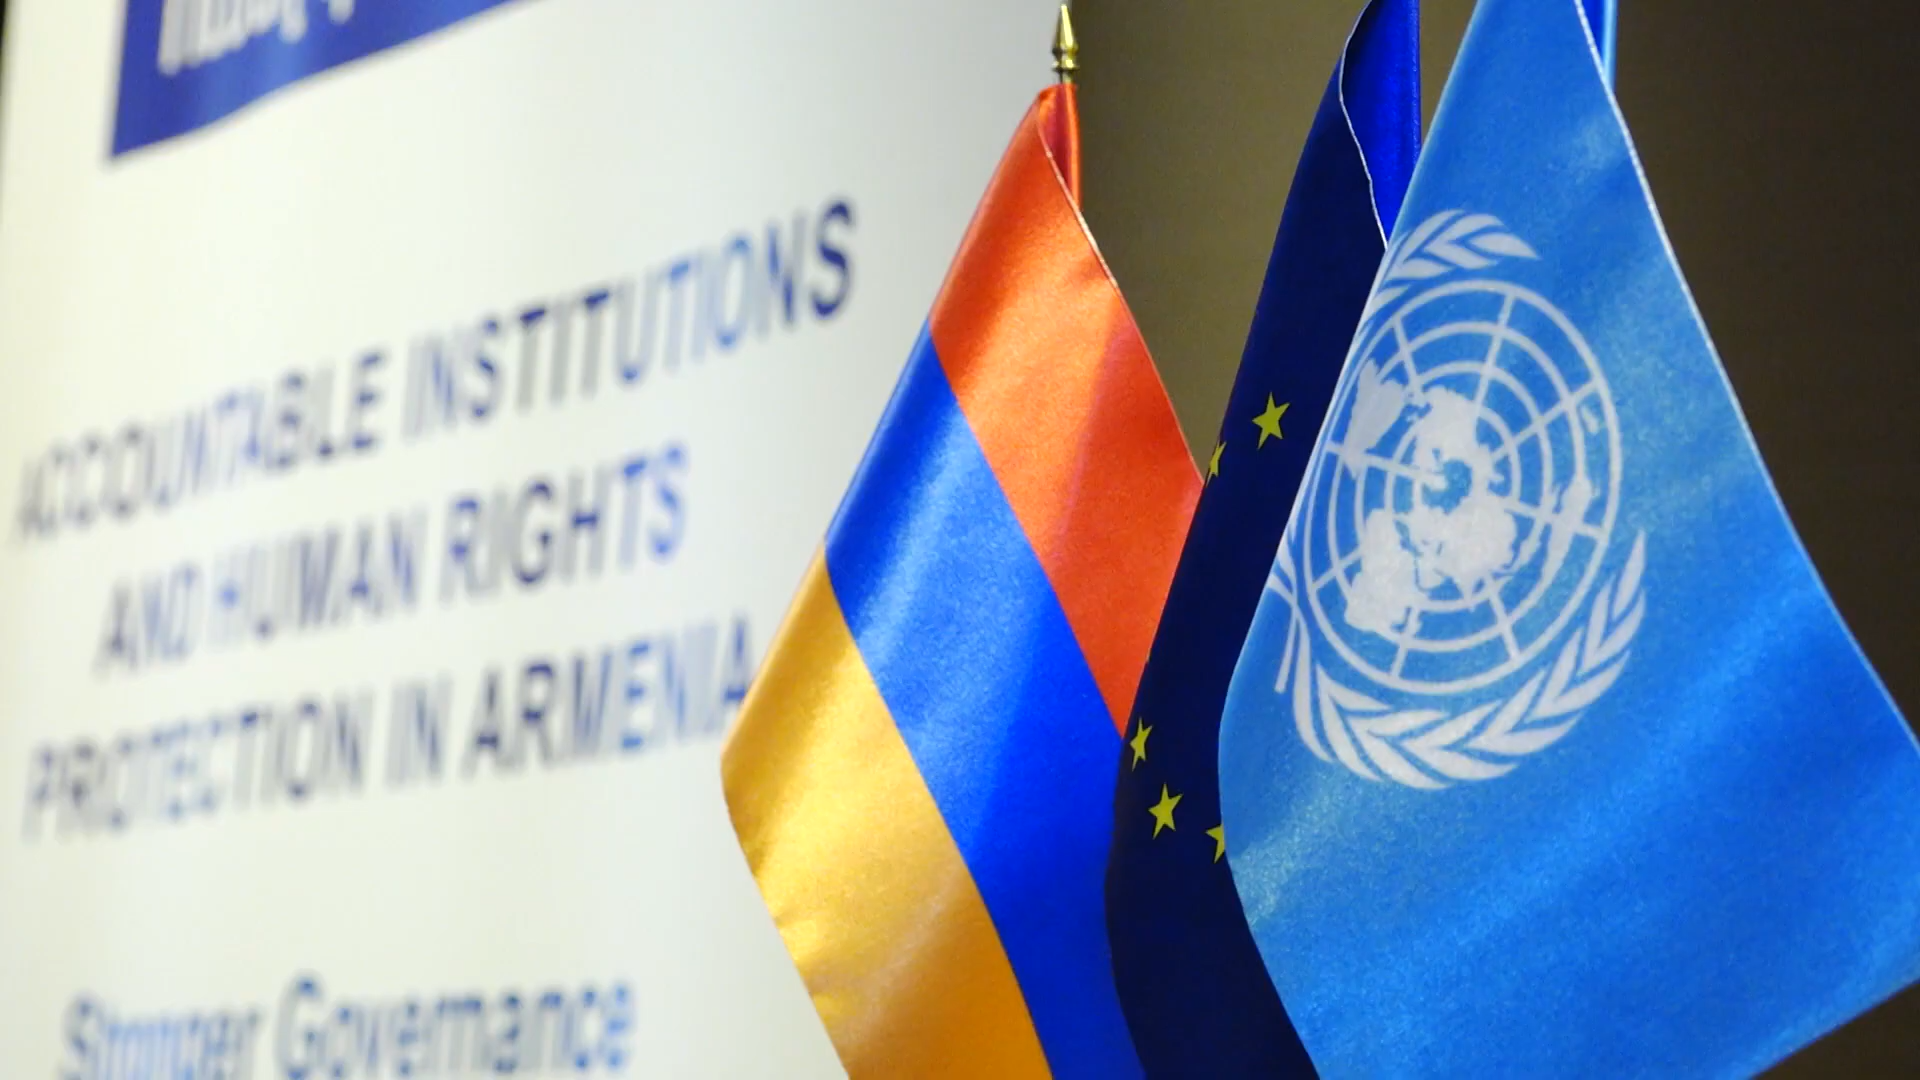 ACCOUNTABLE INSTITUTIONS
AND HUMAN RIGHTS
PROTECTION IN ARMENIA
Stronger Governance